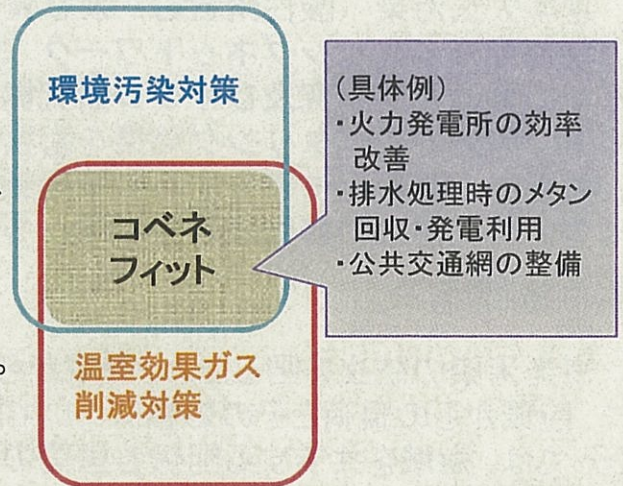 環境汚染対策
コベネ
フィット
温室効果ガス
削減対策
(具体例)
・火力発電所の効率
改善
・排水処理時のメタン
回収・発電利用
・公共交通網の整備
。